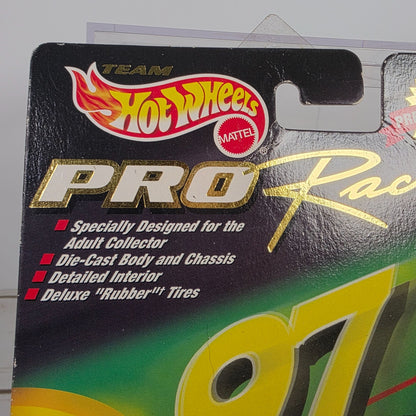 TEAM
Hot Wheels
MATTEL
PRO
Rac
Specially Designed for the
Adult Collector
Die-Cast Body and Chassis
Detailed Interior
Deluxe "Rubber"† Tires
97